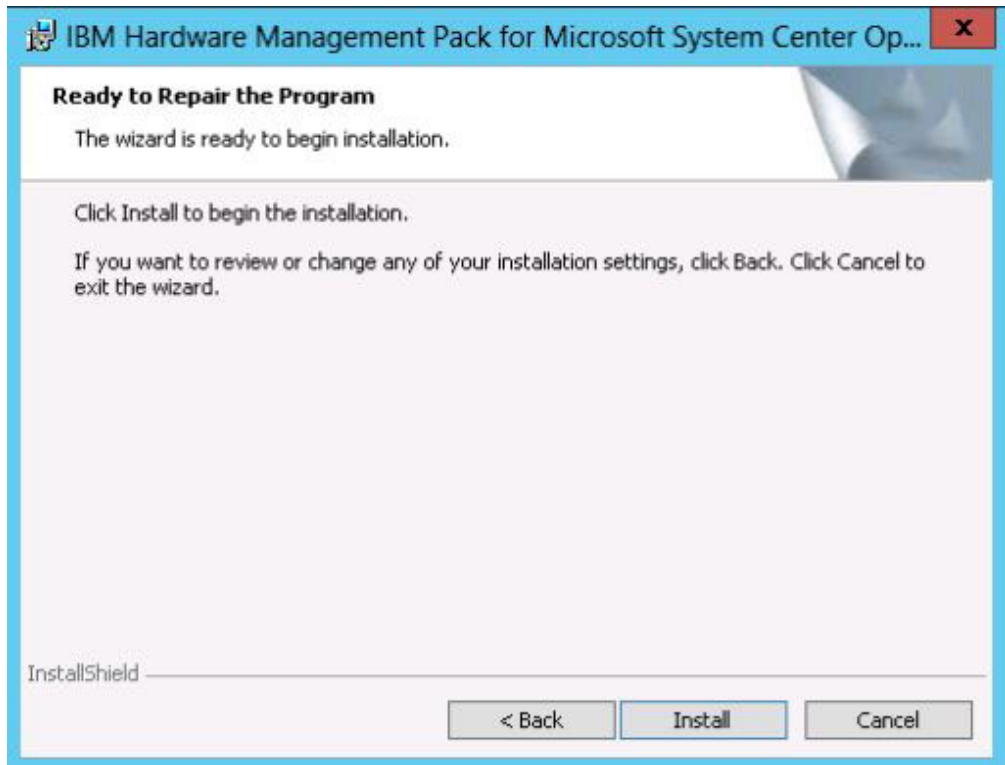 IBM Hardware Management Pack for Microsoft System Center Op...
x
Ready to Repair the Program
The wizard is ready to begin installation.
Click Install to begin the installation.
If you want to review or change any of your installation settings, click Back. Click Cancel to
exit the wizard.
InstallShield
< Back Install Cancel